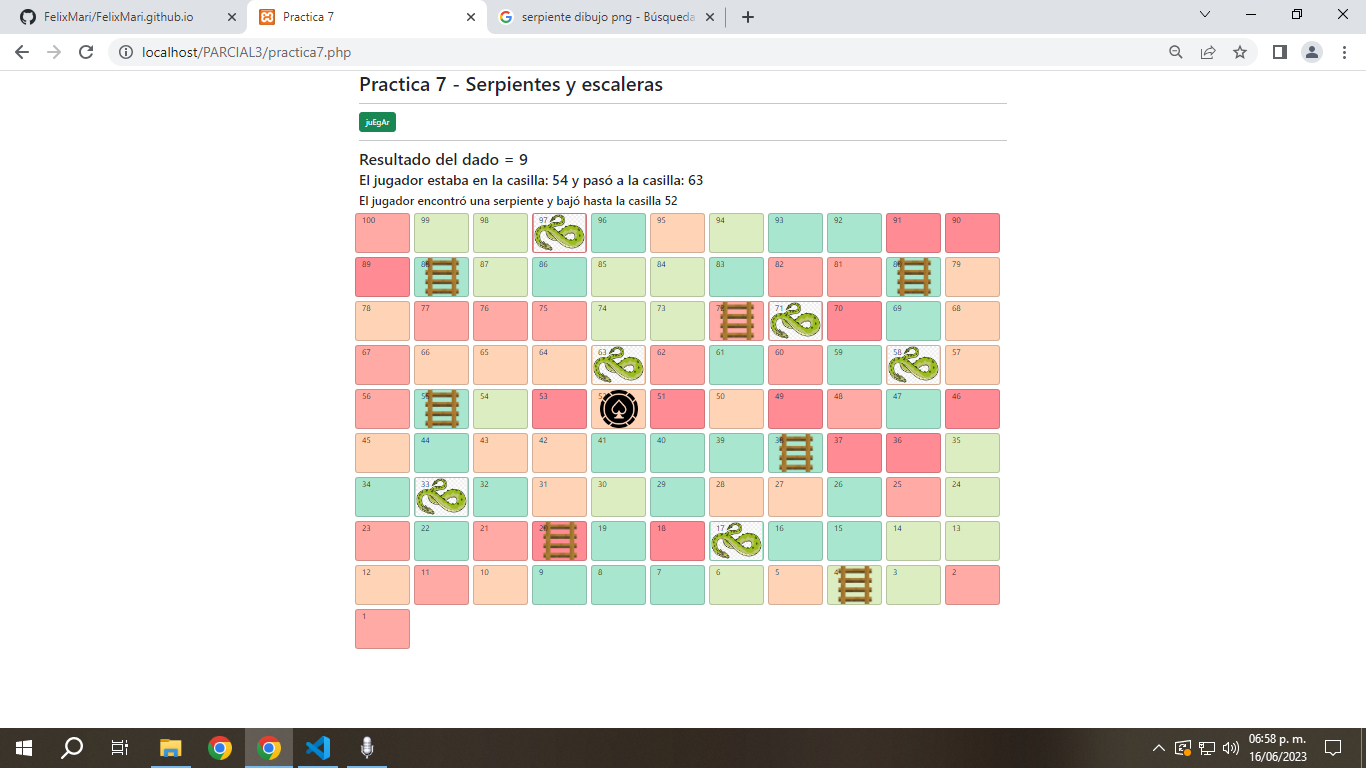 FelixMari/FelixMari.github.io
Practica 7
serpiente dibujo png - Búsqueda
localhost/PARCIAL3/practica7.php
Practica 7 - Serpientes y escaleras
juEgAr
Resultado del dado = 9
El jugador estaba en la casilla: 54 y pasó a la casilla: 63
El jugador encontró una serpiente y bajó hasta la casilla 52
100 99 98 97 96 95 94 93 92 91 90
89 87 86 85 84 83 82 81 79
78 77 76 75 74 73 71 70 69 68
67 66 65 64 63 62 61 60 59 58 57
56 54 53 51 50 49 48 47 46
45 44 43 42 41 40 39 37 36 35
34 33 32 31 30 29 28 27 26 25 24
23 22 21 19 18 17 16 15 14 13
12 11 10 9 8 7 6 5 4 3 2
1
06:58 p. m.
16/06/2023